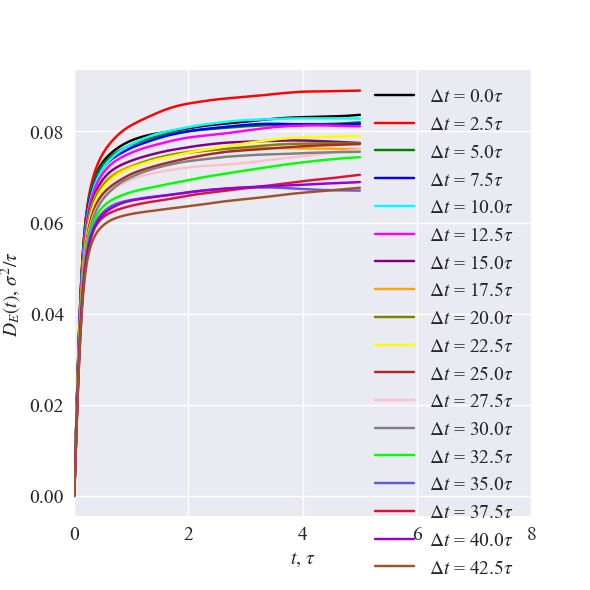 D_E(t), σ²/τ
0.08
0.06
0.04
0.02
0.00
0 2 4 6 8
t, τ
Δt = 0.0τ
Δt = 2.5τ
Δt = 5.0τ
Δt = 7.5τ
Δt = 10.0τ
Δt = 12.5τ
Δt = 15.0τ
Δt = 17.5τ
Δt = 20.0τ
Δt = 22.5τ
Δt = 25.0τ
Δt = 27.5τ
Δt = 30.0τ
Δt = 32.5τ
Δt = 35.0τ
Δt = 37.5τ
Δt = 40.0τ
Δt = 42.5τ